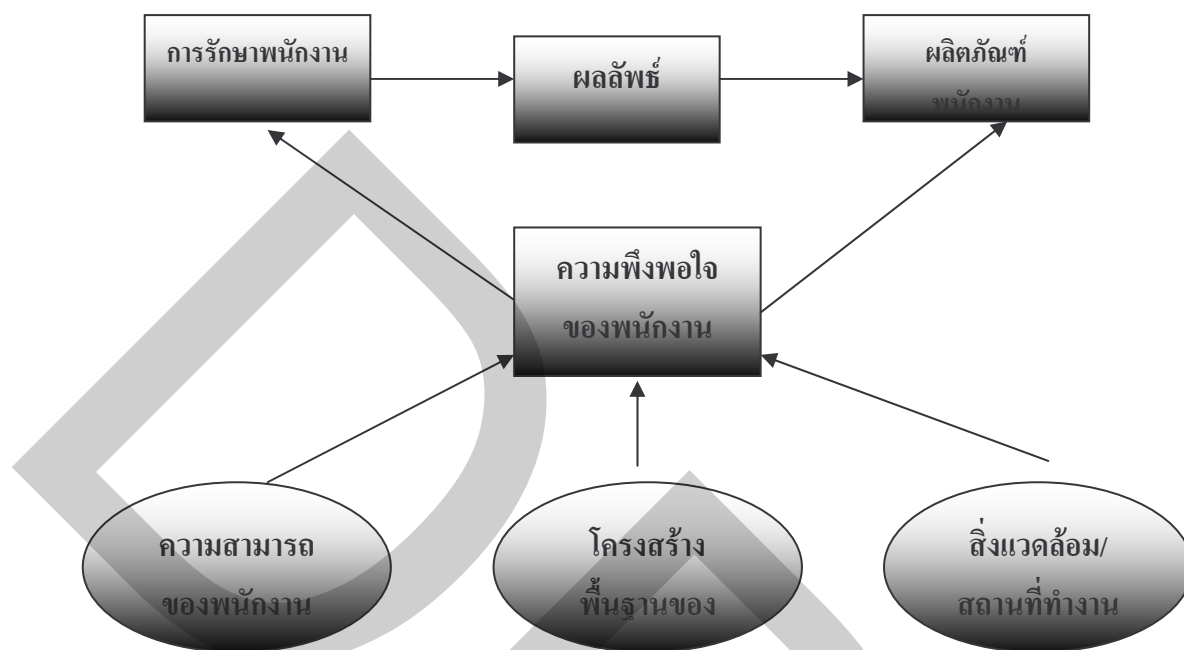 การรักษาพนักงาน
ผลลัพธ์
ผลิตภัณฑ์
พนักงาน
ความพึงพอใจ
ของพนักงาน
ความสามารถ
ของพนักงาน
โครงสร้าง
พื้นฐานของ
สิ่งแวดล้อม/
สถานที่ทำงาน